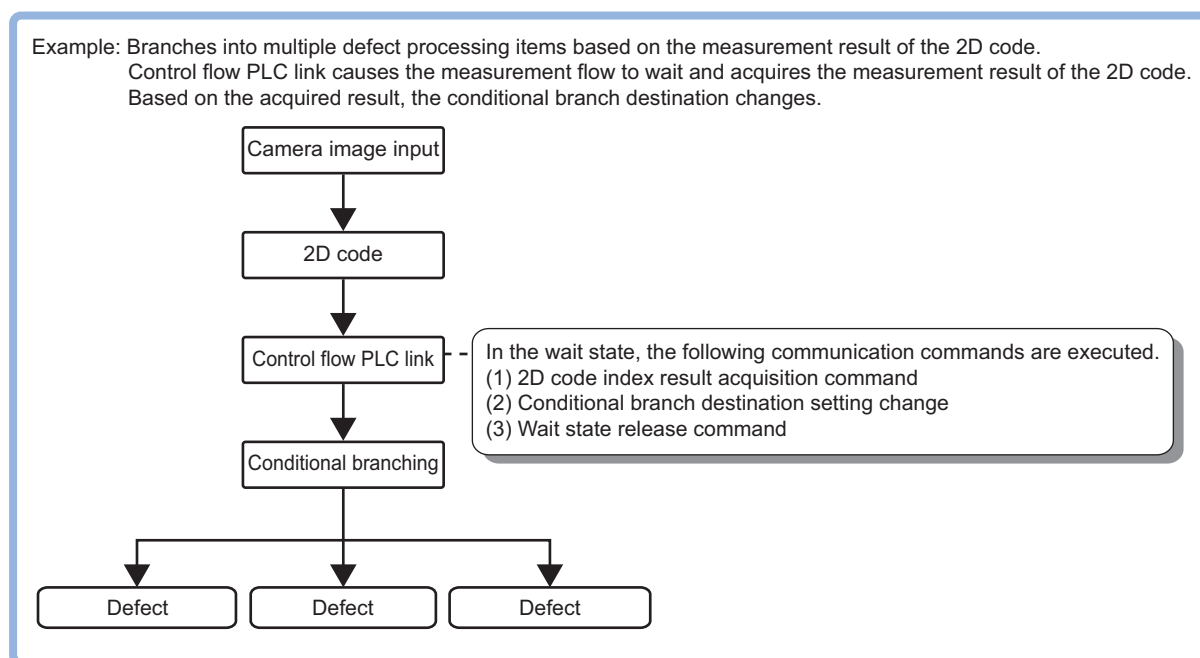 Example: Branches into multiple defect processing items based on the measurement result of the 2D code.
Control flow PLC link causes the measurement flow to wait and acquires the measurement result of the 2D code.
Based on the acquired result, the conditional branch destination changes.
Camera image input
2D code
Control flow PLC link
In the wait state, the following communication commands are executed.
(1) 2D code index result acquisition command
(2) Conditional branch destination setting change
(3) Wait state release command
Conditional branching
Defect
Defect
Defect